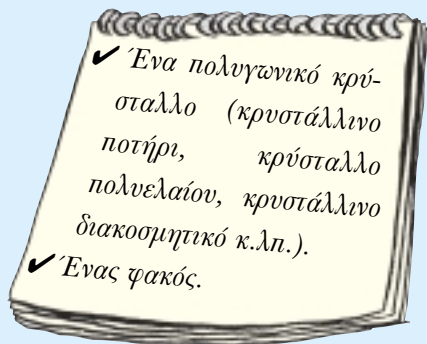 ✔ Ένα πολυγωνικό κρύ-
σταλλο (κρυστάλλινο
ποτήρι, κρύσταλλο
πολυελαίου, κρυστάλλινο
διακοσμητικό κ.λπ.).
✔ Ένας φακός.